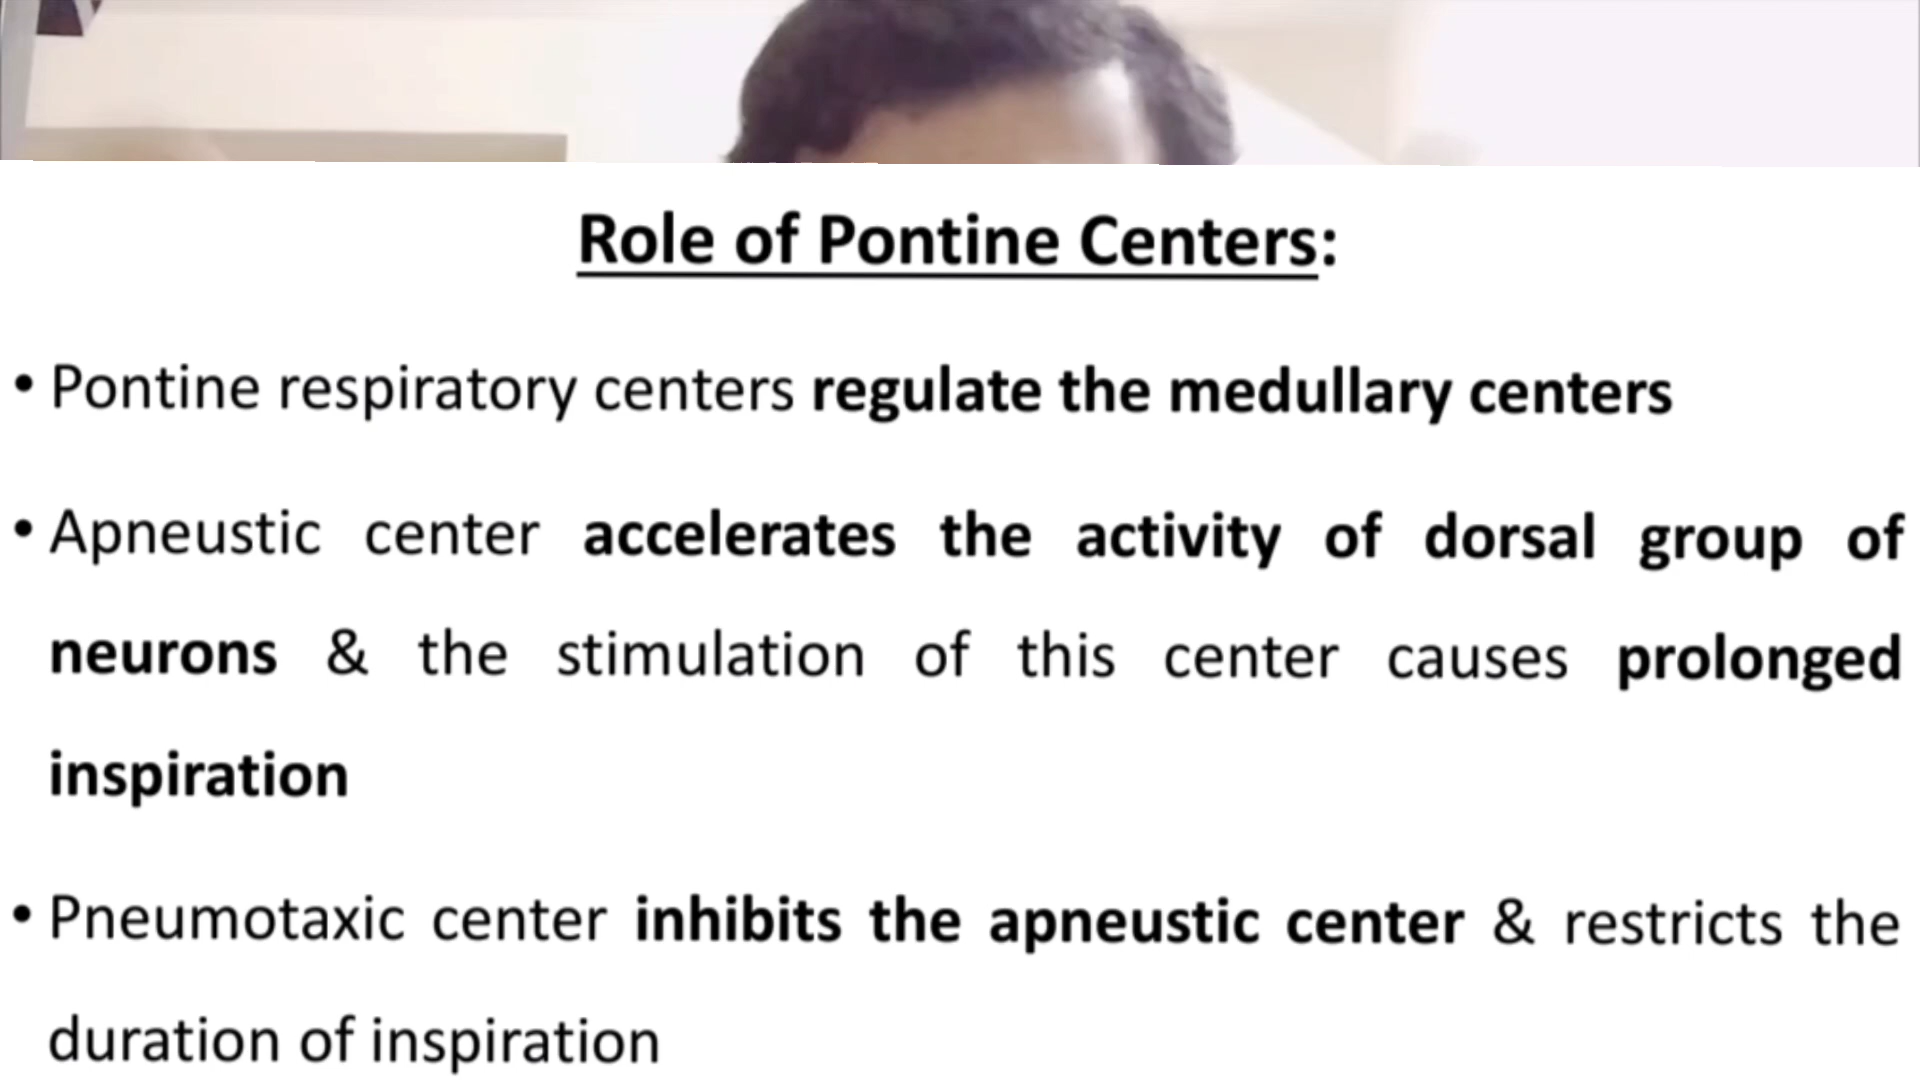 Role of Pontine Centers:
• Pontine respiratory centers regulate the medullary centers
• Apneustic center accelerates the activity of dorsal group of
neurons & the stimulation of this center causes prolonged
inspiration
• Pneumotaxic center inhibits the apneustic center & restricts the
duration of inspiration